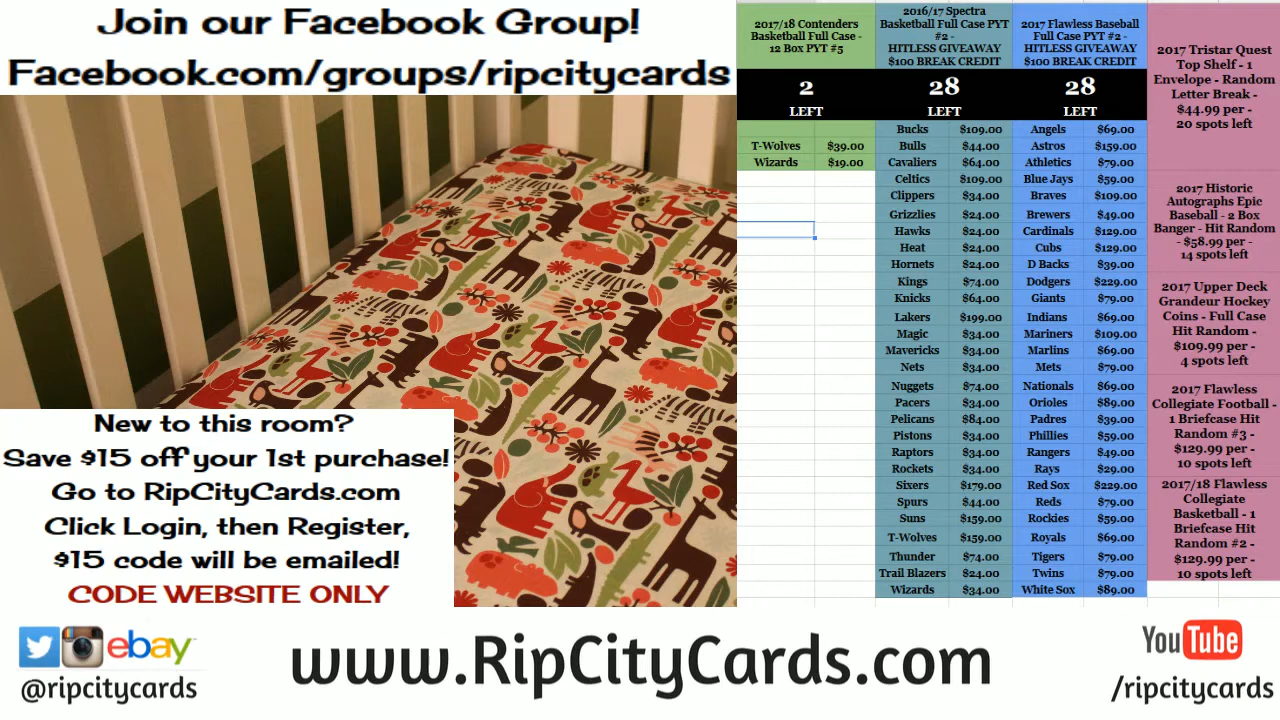 Join our Facebook Group!
Facebook.com/groups/ripcitycards
New to this room?
Save $15 off your 1st purchase!
Go to RipCityCards.com
Click Login, then Register,
$15 code will be emailed!
CODE WEBSITE ONLY
2017/18 Contenders
Basketball Full Case -
12 Box PYT #5
2
LEFT
T-Wolves $39.00
Wizards $19.00
2016/17 Spectra
Basketball Full Case PYT
#2 -
HITLESS GIVEAWAY
$100 BREAK CREDIT
28
LEFT
Bucks $109.00
Bulls $44.00
Cavaliers $64.00
Celtics $109.00
Clippers $34.00
Grizzlies $24.00
Hawks $24.00
Heat $24.00
Hornets $24.00
Kings $74.00
Knicks $64.00
Lakers $199.00
Magic $34.00
Mavericks $34.00
Nets $34.00
Nuggets $74.00
Pacers $34.00
Pelicans $84.00
Pistons $34.00
Raptors $34.00
Rockets $34.00
Sixers $179.00
Spurs $44.00
Suns $159.00
T-Wolves $159.00
Thunder $74.00
Trail Blazers $24.00
Wizards $34.00
2017 Flawless Baseball
Full Case PYT #2 -
HITLESS GIVEAWAY
$100 BREAK CREDIT
28
LEFT
Angels $69.00
Astros $159.00
Athletics $79.00
Blue Jays $59.00
Braves $109.00
Brewers $49.00
Cardinals $129.00
Cubs $129.00
D Backs $39.00
Dodgers $229.00
Giants $79.00
Indians $69.00
Mariners $109.00
Marlins $69.00
Mets $79.00
Nationals $69.00
Orioles $89.00
Padres $39.00
Phillies $59.00
Rangers $49.00
Rays $29.00
Red Sox $229.00
Reds $79.00
Rockies $59.00
Royals $69.00
Tigers $79.00
Twins $79.00
White Sox $89.00
2017 Tristar Quest
Top Shelf - 1
Envelope - Random
Letter Break -
$44.99 per -
20 spots left
2017 Historic
Autographs Epic
Baseball - 2 Box
Banger - Hit Random
- $58.99 per -
14 spots left
2017 Upper Deck
Grandeur Hockey
Coins - Full Case
Hit Random -
$109.99 per -
4 spots left
2017 Flawless
Collegiate Football -
1 Briefcase Hit
Random #3 -
$129.99 per -
10 spots left
2017/18 Flawless
Collegiate
Basketball - 1
Briefcase Hit
Random #2 -
$129.99 per -
10 spots left
ebay
@ripcitycards
www.RipCityCards.com
YouTube
/ripcitycards